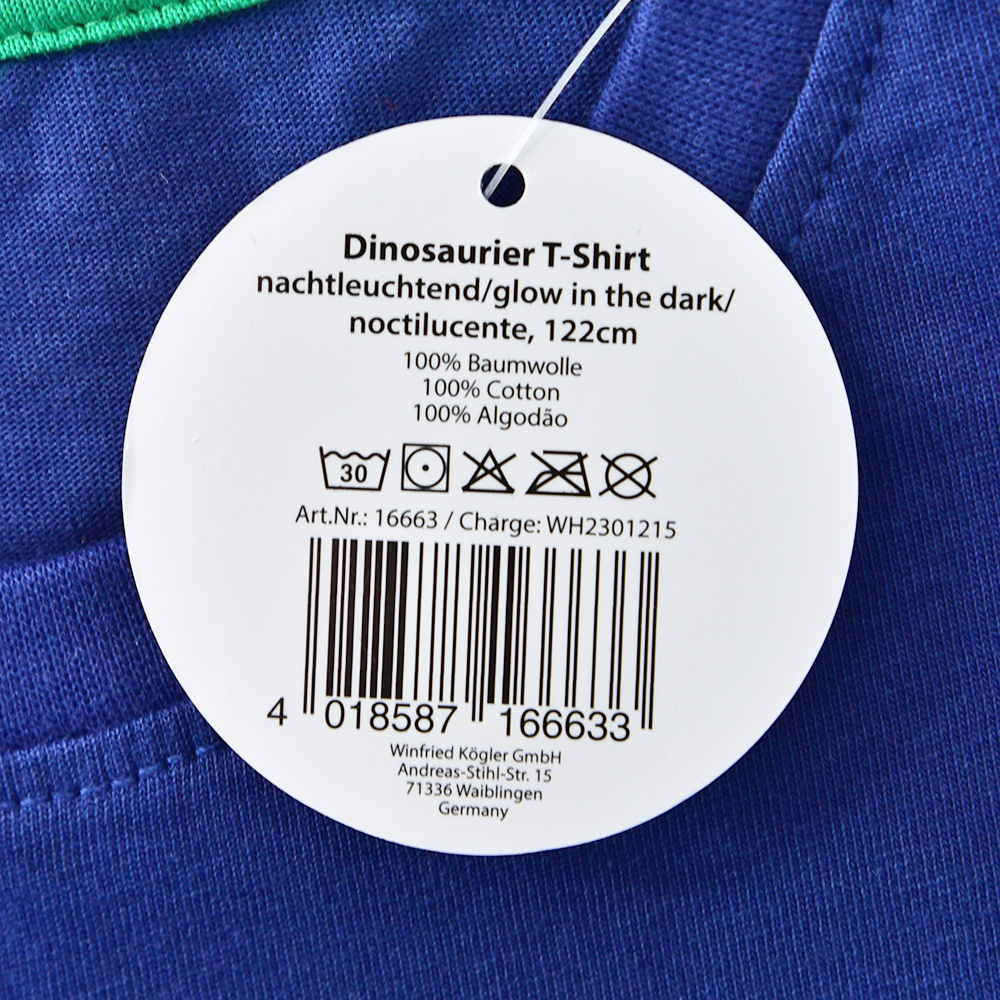 Dinosaurier T-Shirt
nachtleuchtend/glow in the dark/
noctilucente, 122cm
100% Baumwolle
100% Cotton
100% Algodão
30
Art.Nr.: 16663 / Charge: WH2301215
4 018587 166633
Winfried Kögler GmbH
Andreas-Stihl-Str. 15
71336 Waiblingen
Germany